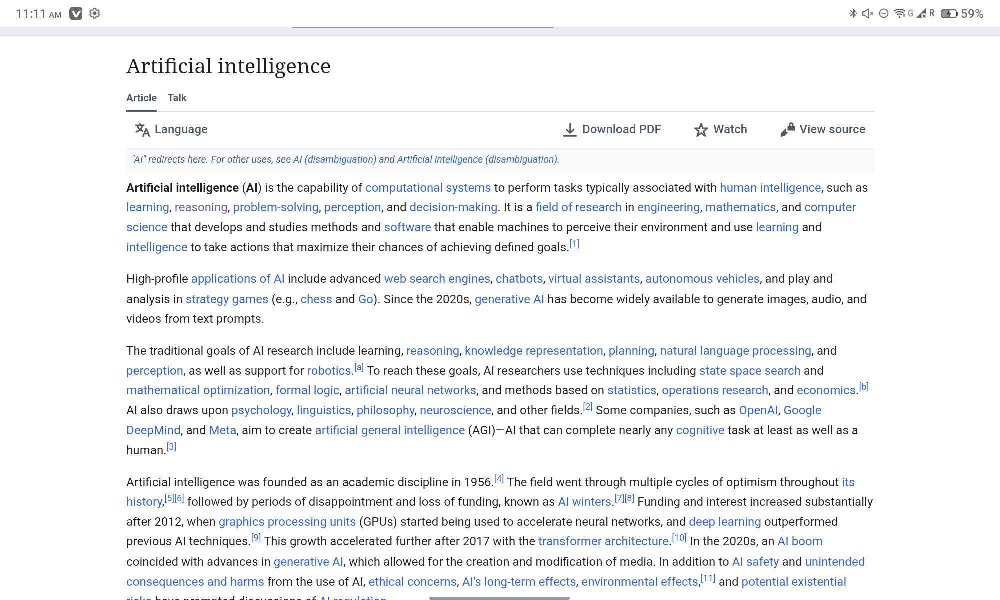 11:11 AM
G R 59%
Artificial intelligence
Article Talk
Language Download PDF Watch View source
"AI" redirects here. For other uses, see AI (disambiguation) and Artificial intelligence (disambiguation).
Artificial intelligence (AI) is the capability of computational systems to perform tasks typically associated with human intelligence, such as
learning, reasoning, problem-solving, perception, and decision-making. It is a field of research in engineering, mathematics, and computer
science that develops and studies methods and software that enable machines to perceive their environment and use learning and
intelligence to take actions that maximize their chances of achieving defined goals.[1]
High-profile applications of AI include advanced web search engines, chatbots, virtual assistants, autonomous vehicles, and play and
analysis in strategy games (e.g., chess and Go). Since the 2020s, generative AI has become widely available to generate images, audio, and
videos from text prompts.
The traditional goals of AI research include learning, reasoning, knowledge representation, planning, natural language processing, and
perception, as well as support for robotics.[a] To reach these goals, AI researchers use techniques including state space search and
mathematical optimization, formal logic, artificial neural networks, and methods based on statistics, operations research, and economics.[b]
AI also draws upon psychology, linguistics, philosophy, neuroscience, and other fields.[2] Some companies, such as OpenAI, Google
DeepMind, and Meta, aim to create artificial general intelligence (AGI)—AI that can complete nearly any cognitive task at least as well as a
human.[3]
Artificial intelligence was founded as an academic discipline in 1956.[4] The field went through multiple cycles of optimism throughout its
history,[5][6] followed by periods of disappointment and loss of funding, known as AI winters.[7][8] Funding and interest increased substantially
after 2012, when graphics processing units (GPUs) started being used to accelerate neural networks, and deep learning outperformed
previous AI techniques.[9] This growth accelerated further after 2017 with the transformer architecture.[10] In the 2020s, an AI boom
coincided with advances in generative AI, which allowed for the creation and modification of media. In addition to AI safety and unintended
consequences and harms from the use of AI, ethical concerns, AI's long-term effects, environmental effects,[11] and potential existential
risks have prompted discussions of AI regulation